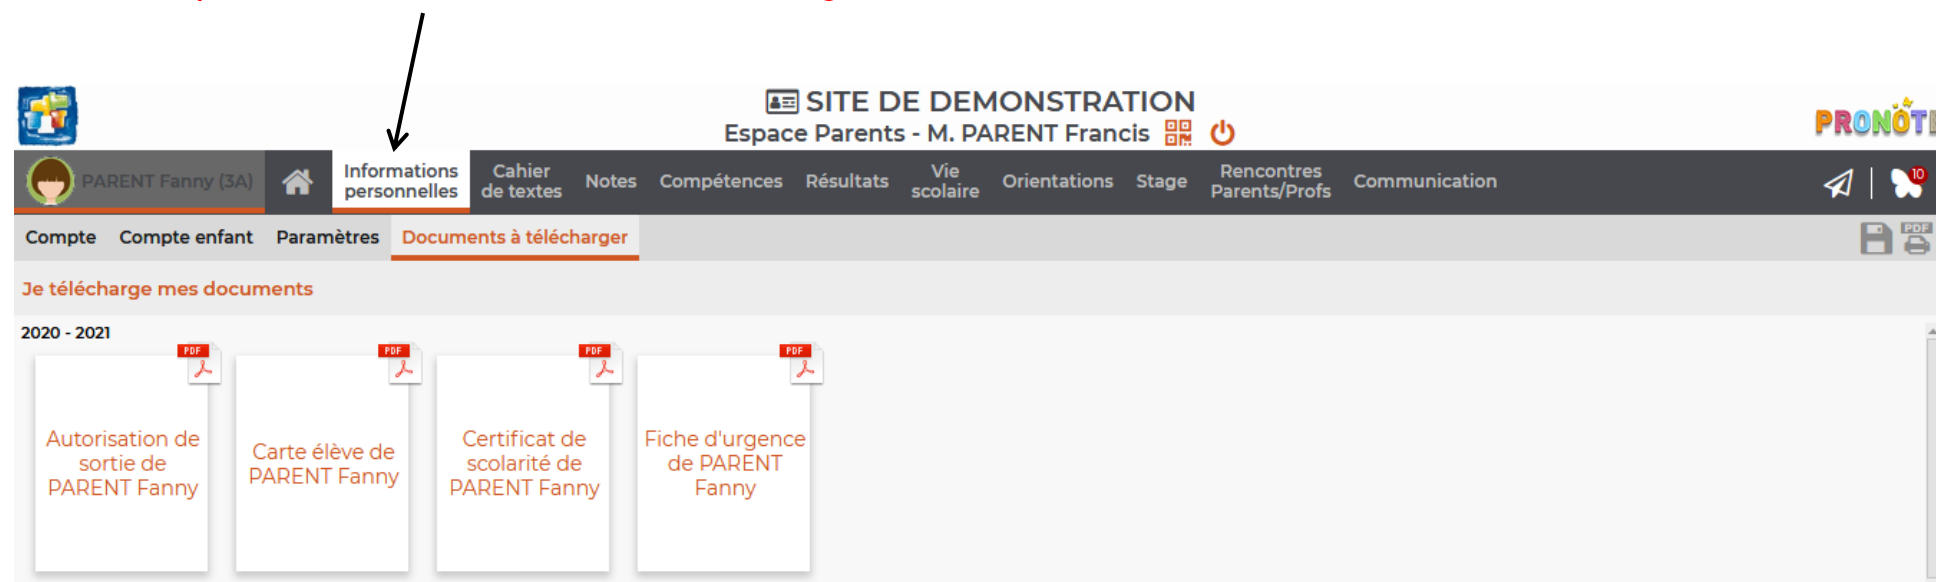 SITE DE DEMONSTRATION
Espace Parents - M. PARENT Francis
PRONOTE
PARENT Fanny (3A)
Informations
personnelles
Cahier
de textes
Notes
Compétences
Résultats
Vie
scolaire
Orientations
Stage
Rencontres
Parents/Profs
Communication
10
Compte
Compte enfant
Paramètres
Documents à télécharger
PDF
Je télécharge mes documents
2020 - 2021
PDF
Autorisation de
sortie de
PARENT Fanny
PDF
Carte élève de
PARENT Fanny
PDF
Certificat de
scolarité de
PARENT Fanny
PDF
Fiche d'urgence
de PARENT
Fanny